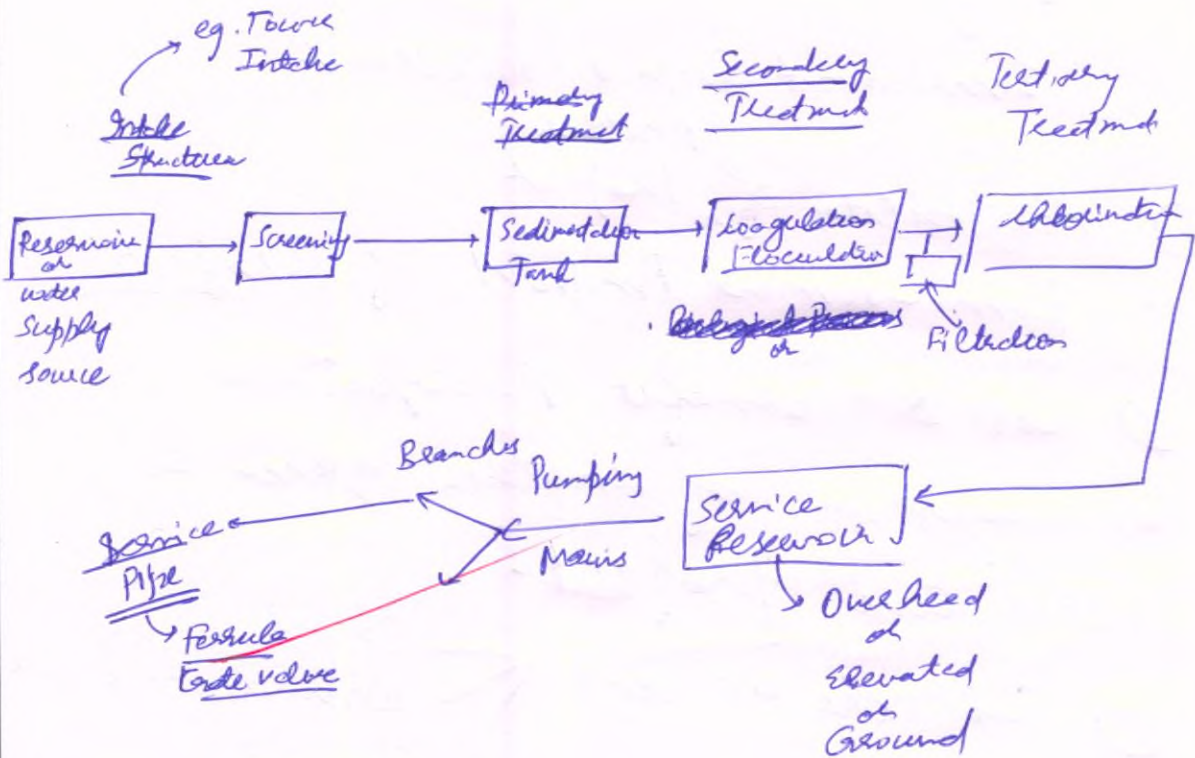 eg. Tower
Intake
Intake
Structure
Primary
Treatment
Secondary
Treatment
Tertiary
Treatment
Reservoir
or
water
supply
source
Screening
Sedimentation
Tank
Coagulation
Flocculation
Chlorination
or
Filtration
Branches
Pumping
Mains
Service
Reservoir
Service
Pipe
Ferrule
Gate valve
Overhead
or
Elevated
or
Ground